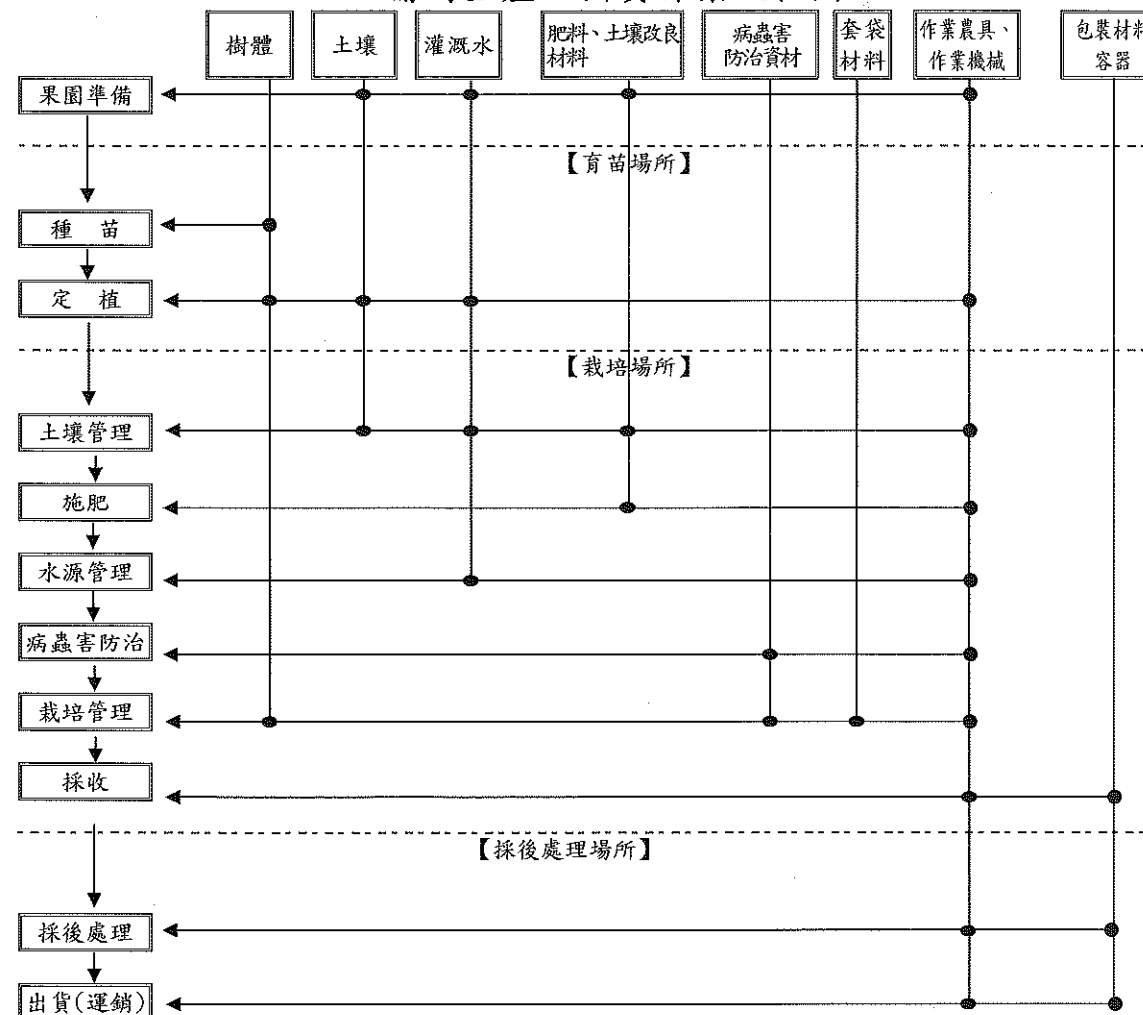 樹體
土壤
灌溉水
肥料、土壤改良
材料
病蟲害
防治資材
套袋
材料
作業農具、
作業機械
包裝材料
容器
果園準備
【育苗場所】
種 苗
定 植
【栽培場所】
土壤管理
施肥
水源管理
病蟲害防治
栽培管理
採收
【採後處理場所】
採後處理
出貨(運銷)